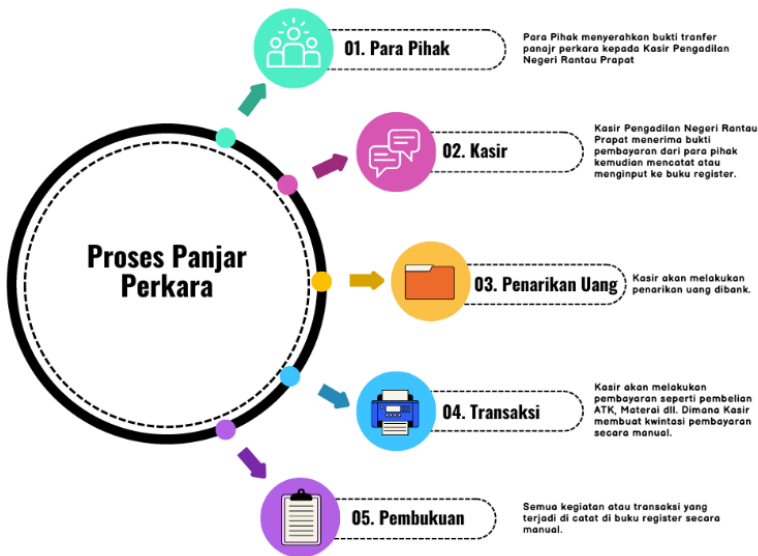 01. Para Pihak
Para Pihak menyerahkan bukti tranfer
panajr perkara kepada Kasir Pengadilan
Negeri Rantau Prapat
02. Kasir
Kasir Pengadilan Negeri Rantau
Prapat menerima bukti
pembayaran dari para pihak
kemudian mencatat atau
menginput ke buku register.
Proses Panjar
Perkara
03. Penarikan Uang
Kasir akan melakukan
penarikan uang dibank.
04. Transaksi
Kasir akan melakukan
pembayaran seperti pembelian
ATK, Materai dll. Dimana Kasir
membuat kwintasi pembayaran
secara manual.
05. Pembukuan
Semua kegiatan atau transaksi yang
terjadi di catat di buku register secara
manual.